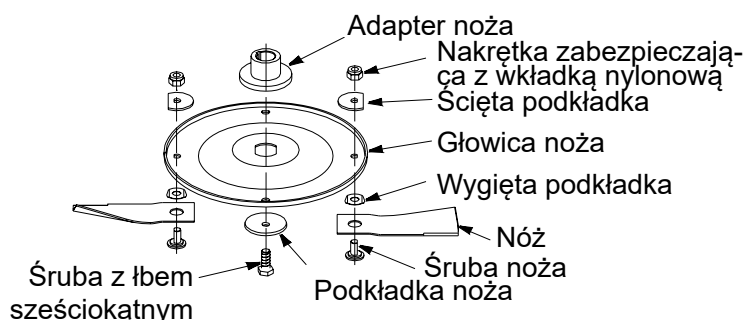 Adapter noża
Nakrętka zabezpieczają-
ca z wkładką nylonową
Ścięta podkładka
Głowica noża
Wygięta podkładka
Nóż
Śruba noża
Podkładka noża
Śruba z łbem
sześciokątnym